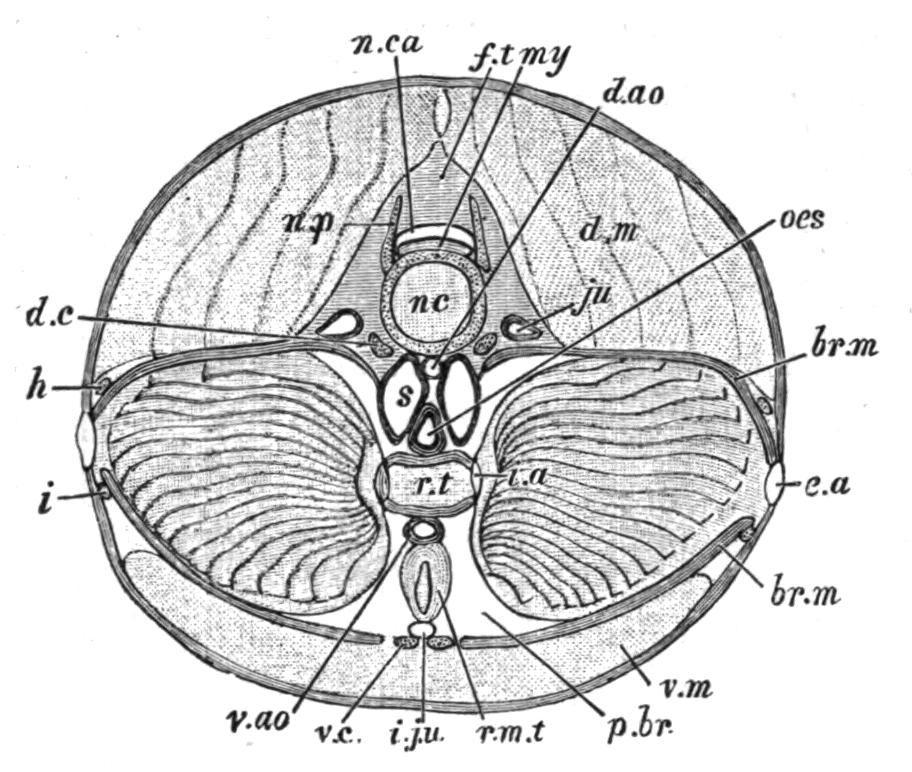 n.ca
f.t my
d.ao
n.p
d.m
oes
nc
ju
d.c
br.m
h
s
r.t
i.a
e.a
i
br.m
v.m
v.ao
v.c.
i.j.u.
r.m.t
p.br.